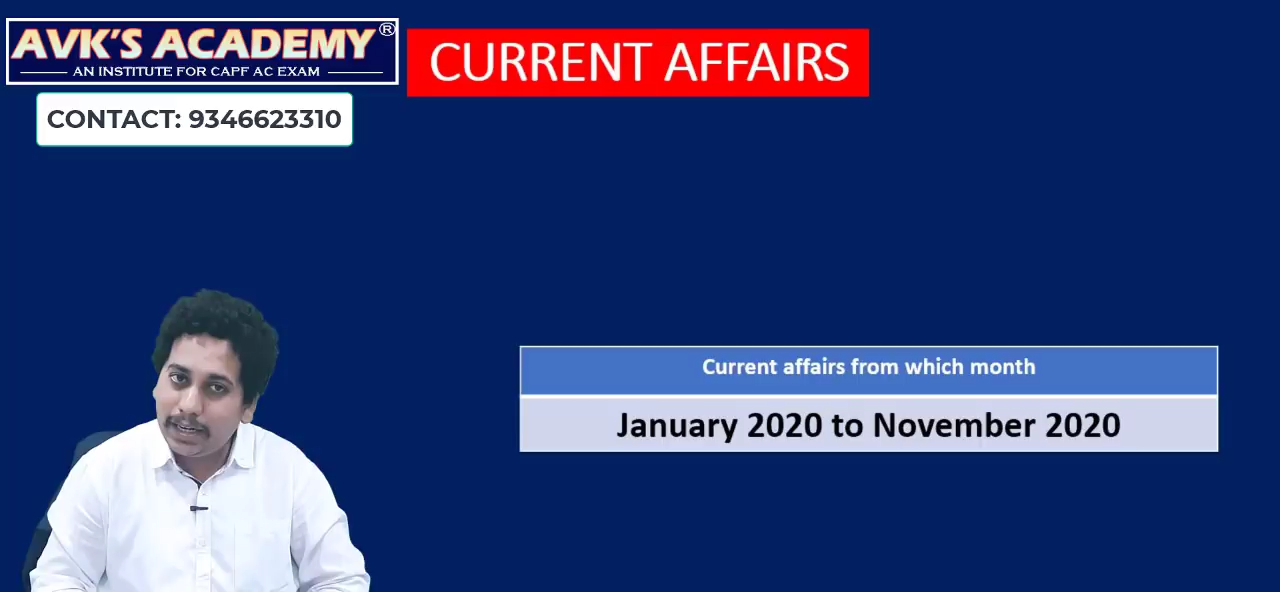 AVK'S ACADEMY®
AN INSTITUTE FOR CAPF AC EXAM
CONTACT: 9346623310
CURRENT AFFAIRS
Current affairs from which month
January 2020 to November 2020